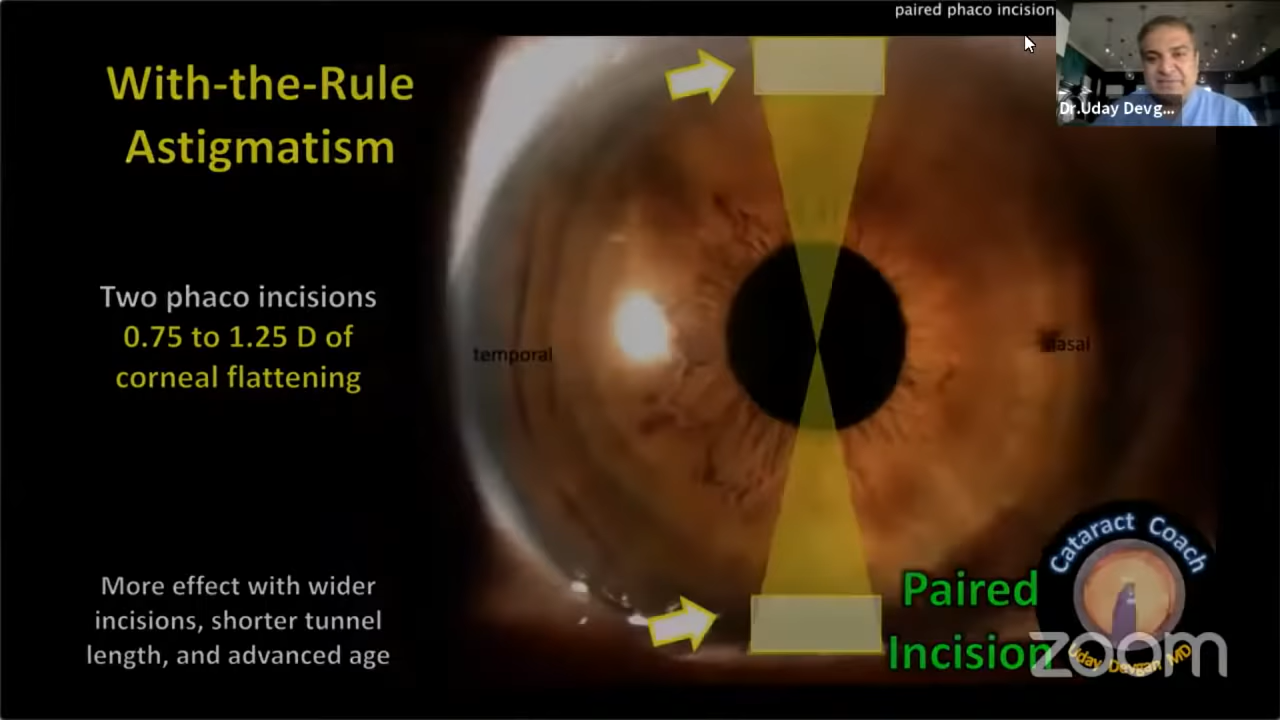 paired phaco incision
Dr.Uday Devg...
With-the-Rule
Astigmatism
Two phaco incisions
0.75 to 1.25 D of
corneal flattening
temporal
nasal
More effect with wider
incisions, shorter tunnel
length, and advanced age
Paired
Incision
Cataract Coach
Uday Devgan MD
zoom